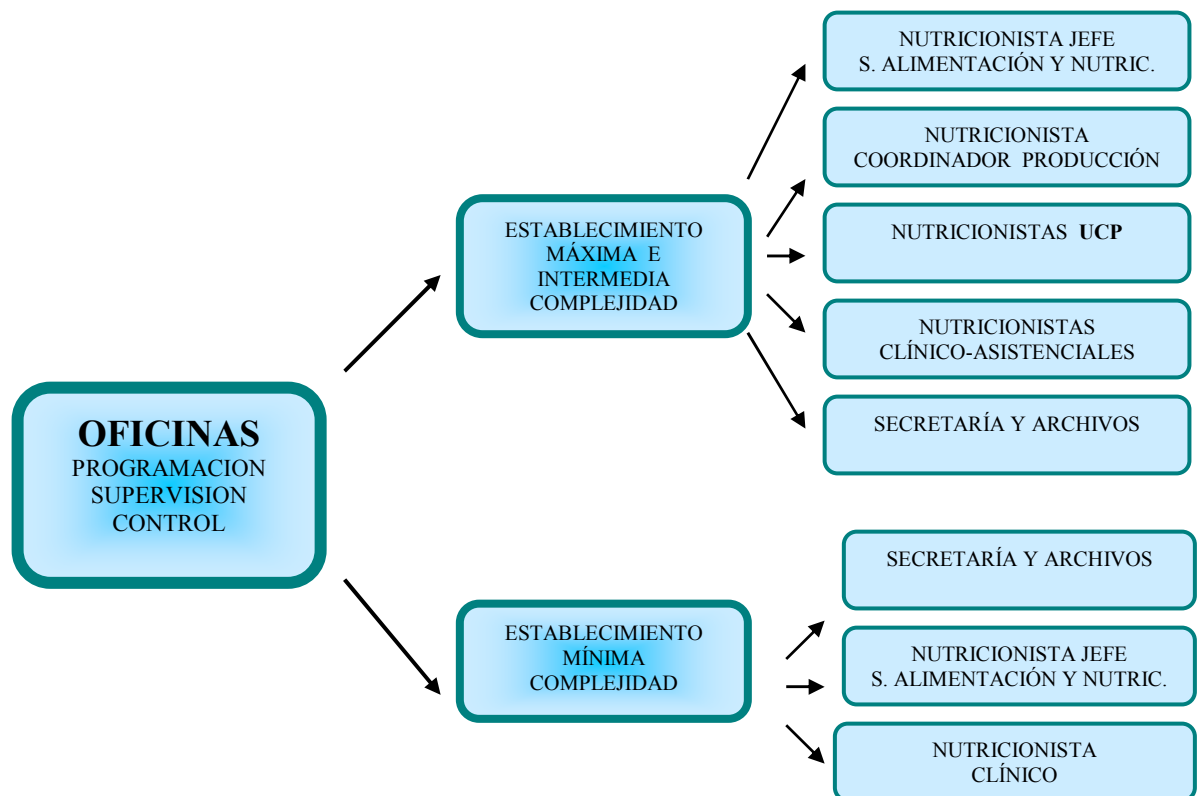 OFICINAS
PROGRAMACION
SUPERVISION
CONTROL
ESTABLECIMIENTO
MÁXIMA E
INTERMEDIA
COMPLEJIDAD
NUTRICIONISTA JEFE
S. ALIMENTACIÓN Y NUTRIC.
NUTRICIONISTA
COORDINADOR PRODUCCIÓN
NUTRICIONISTAS UCP
NUTRICIONISTAS
CLÍNICO-ASISTENCIALES
SECRETARÍA Y ARCHIVOS
ESTABLECIMIENTO
MÍNIMA
COMPLEJIDAD
SECRETARÍA Y ARCHIVOS
NUTRICIONISTA JEFE
S. ALIMENTACIÓN Y NUTRIC.
NUTRICIONISTA
CLÍNICO